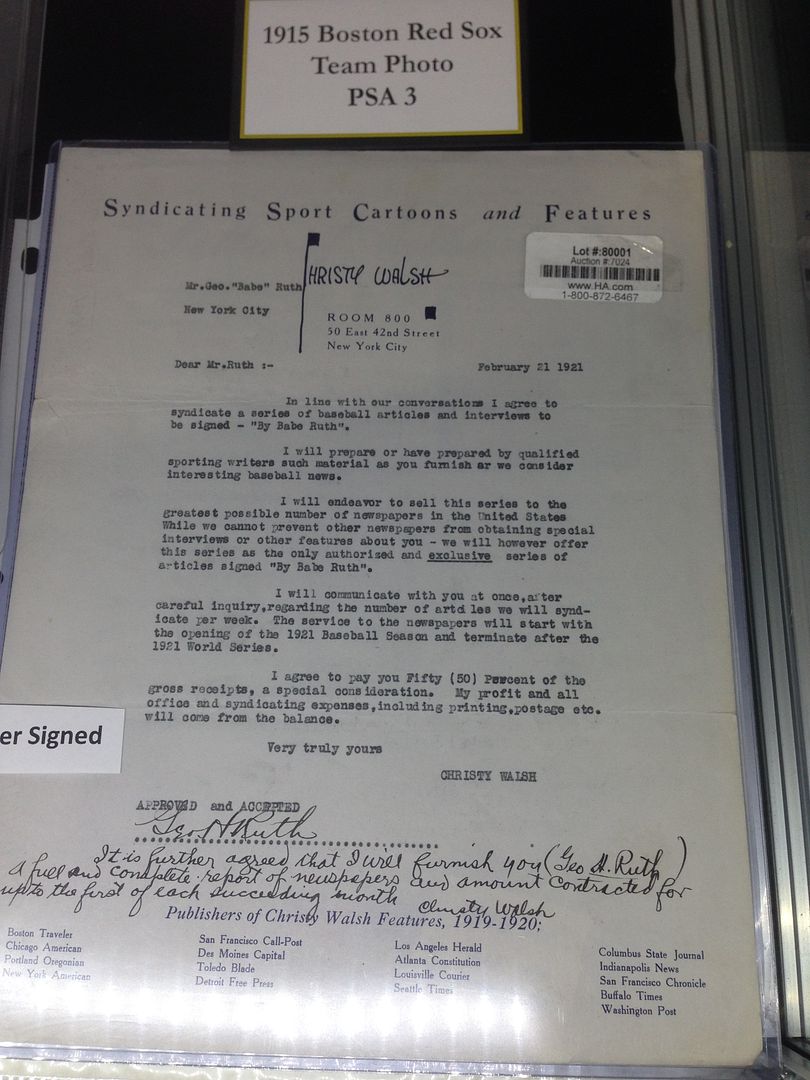 1915 Boston Red Sox
Team Photo
PSA 3
Syndicating Sport Cartoons and Features
CHRISTY WALSH
Lot #:80001
Auction #:7024
www.HA.com
1-800-872-6467
Mr.Geo."Babe" Ruth
New York City
ROOM 800
50 East 42nd Street
New York City
Dear Mr.Ruth :-
February 21 1921
In line with our conversations I agree to
syndicate a series of baseball articles and interviews to
be signed - "By Babe Ruth".
I will prepare or have prepared by qualified
sporting writers such material as you furnish ar we consider
interesting baseball news.
I will endeavor to sell this series to the
greatest possible number of newspapers in the United States
While we cannot prevent other newspapers from obtaining special
interviews or other features about you - we will however offer
this series as the only authorized and exclusive series of
articles signed "By Babe Ruth".
I will communicate with you at once,after
careful inquiry,regarding the number of artd les we will synd-
icate per week. The service to the newspapers will start with
the opening of the 1921 Baseball Season and terminate after the
1921 World Series.
I agree to pay you Fifty (50) Percent of the
gross receipts, a special consideration. My profit and all
office and syndicating expenses,including printing,postage etc.
will come from the balance.
er Signed
Very truly yours
CHRISTY WALSH
APPROVED and ACCEPTED
Geo H Ruth
It is further agreed that I will furnish you (Geo H. Ruth)
a full and complete report of newspapers and amount contracted for
up to the first of each succeeding month Christy Walsh
Publishers of Christy Walsh Features, 1919-1920;
Boston Traveler
Chicago American
Portland Oregonian
New York American
San Francisco Call-Post
Des Moines Capital
Toledo Blade
Detroit Free Press
Los Angeles Herald
Atlanta Constitution
Louisville Courier
Seattle Times
Columbus State Journal
Indianapolis News
San Francisco Chronicle
Buffalo Times
Washington Post